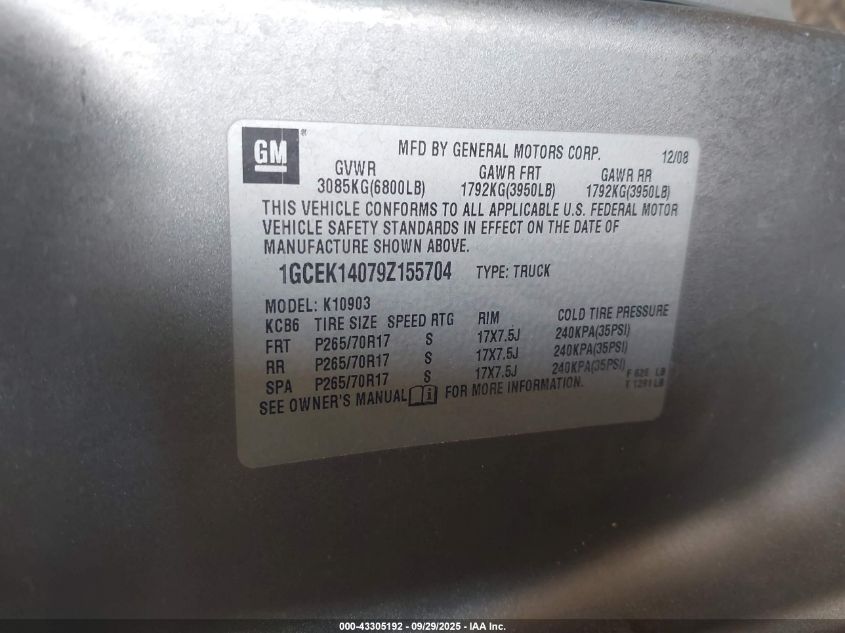 GM
MFD BY GENERAL MOTORS CORP. 12/08
GVWR GAWR FRT GAWR RR
3085KG(6800LB) 1792KG(3950LB) 1792KG(3950LB)
THIS VEHICLE CONFORMS TO ALL APPLICABLE U.S. FEDERAL MOTOR
VEHICLE SAFETY STANDARDS IN EFFECT ON THE DATE OF
MANUFACTURE SHOWN ABOVE.
1GCEK14079Z155704 TYPE: TRUCK
MODEL: K10903
KCB6 TIRE SIZE SPEED RTG RIM COLD TIRE PRESSURE
FRT P265/70R17 S 17X7.5J 240KPA(35PSI)
RR P265/70R17 S 17X7.5J 240KPA(35PSI)
SPA P265/70R17 S 17X7.5J 240KPA(35PSI)
SEE OWNER'S MANUAL FOR MORE INFORMATION.
F 626 LB
T 1291 LB
000-43305192 - 09/29/2025 - IAA Inc.